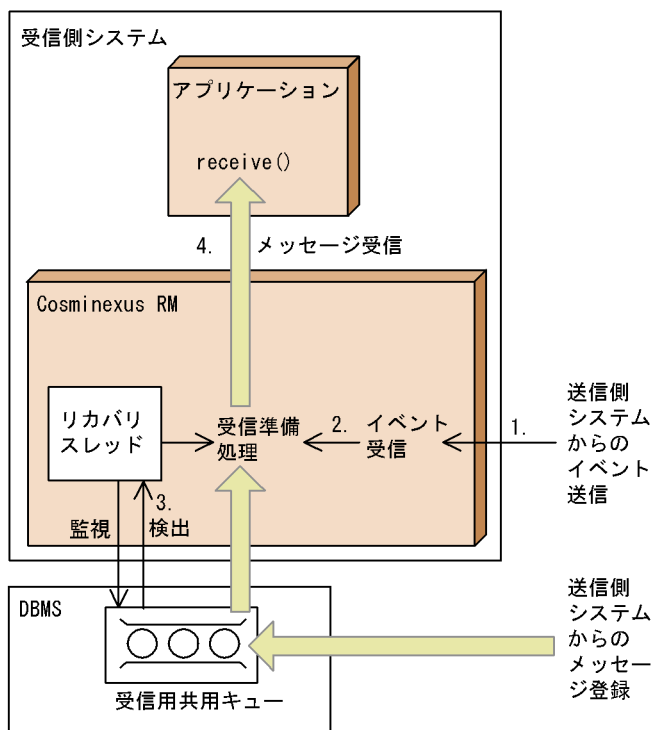 受信側システム
アプリケーション
receive()
4. メッセージ受信
Cosminexus RM
リカバリ
スレッド
受信準備
処理
2. イベント
受信
1.
送信側
システム
からの
イベント
送信
3.
監視
検出
DBMS
受信用共用キュー
送信側
システム
からの
メッセー
ジ登録